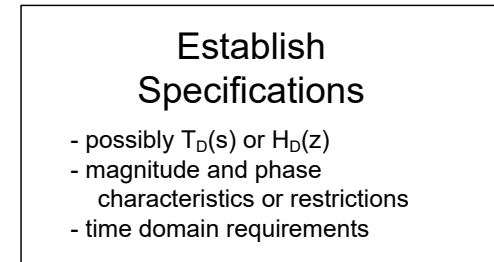 Establish
Specifications
- possibly T_D(s) or H_D(z)
- magnitude and phase
characteristics or restrictions
- time domain requirements